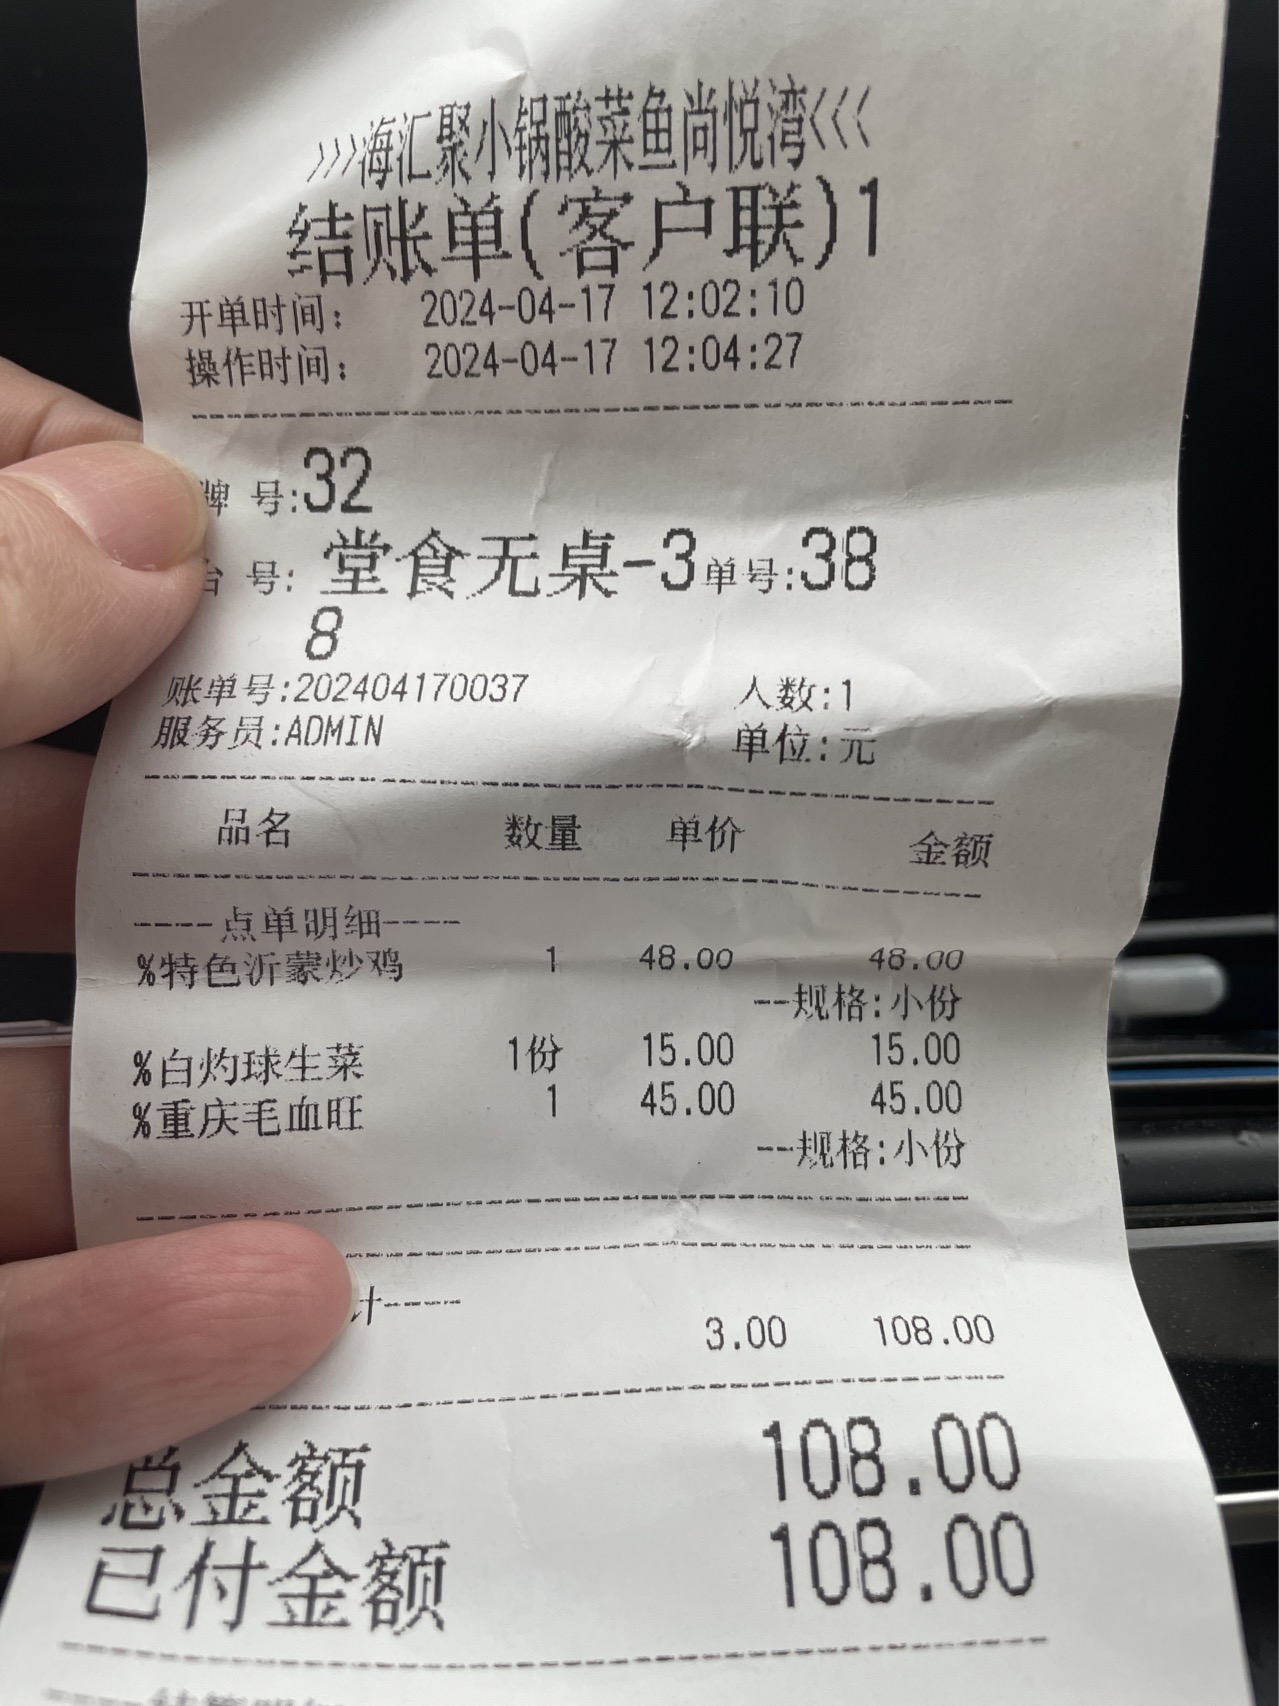 >>>海汇聚小锅酸菜鱼尚悦湾<<<
结账单(客户联)1
开单时间: 2024-04-17 12:02:10
操作时间: 2024-04-17 12:04:27
牌 号:32
台 号: 堂食无桌-3单号:38
8
账单号:202404170037 人数:1
服务员:ADMIN 单位:元
品名 数量 单价 金额
----点单明细----
%特色沂蒙炒鸡 1 48.00 48.00
--规格:小份
%白灼球生菜 1份 15.00 15.00
%重庆毛血旺 1 45.00 45.00
--规格:小份
计----
3.00 108.00
总金额 108.00
已付金额 108.00